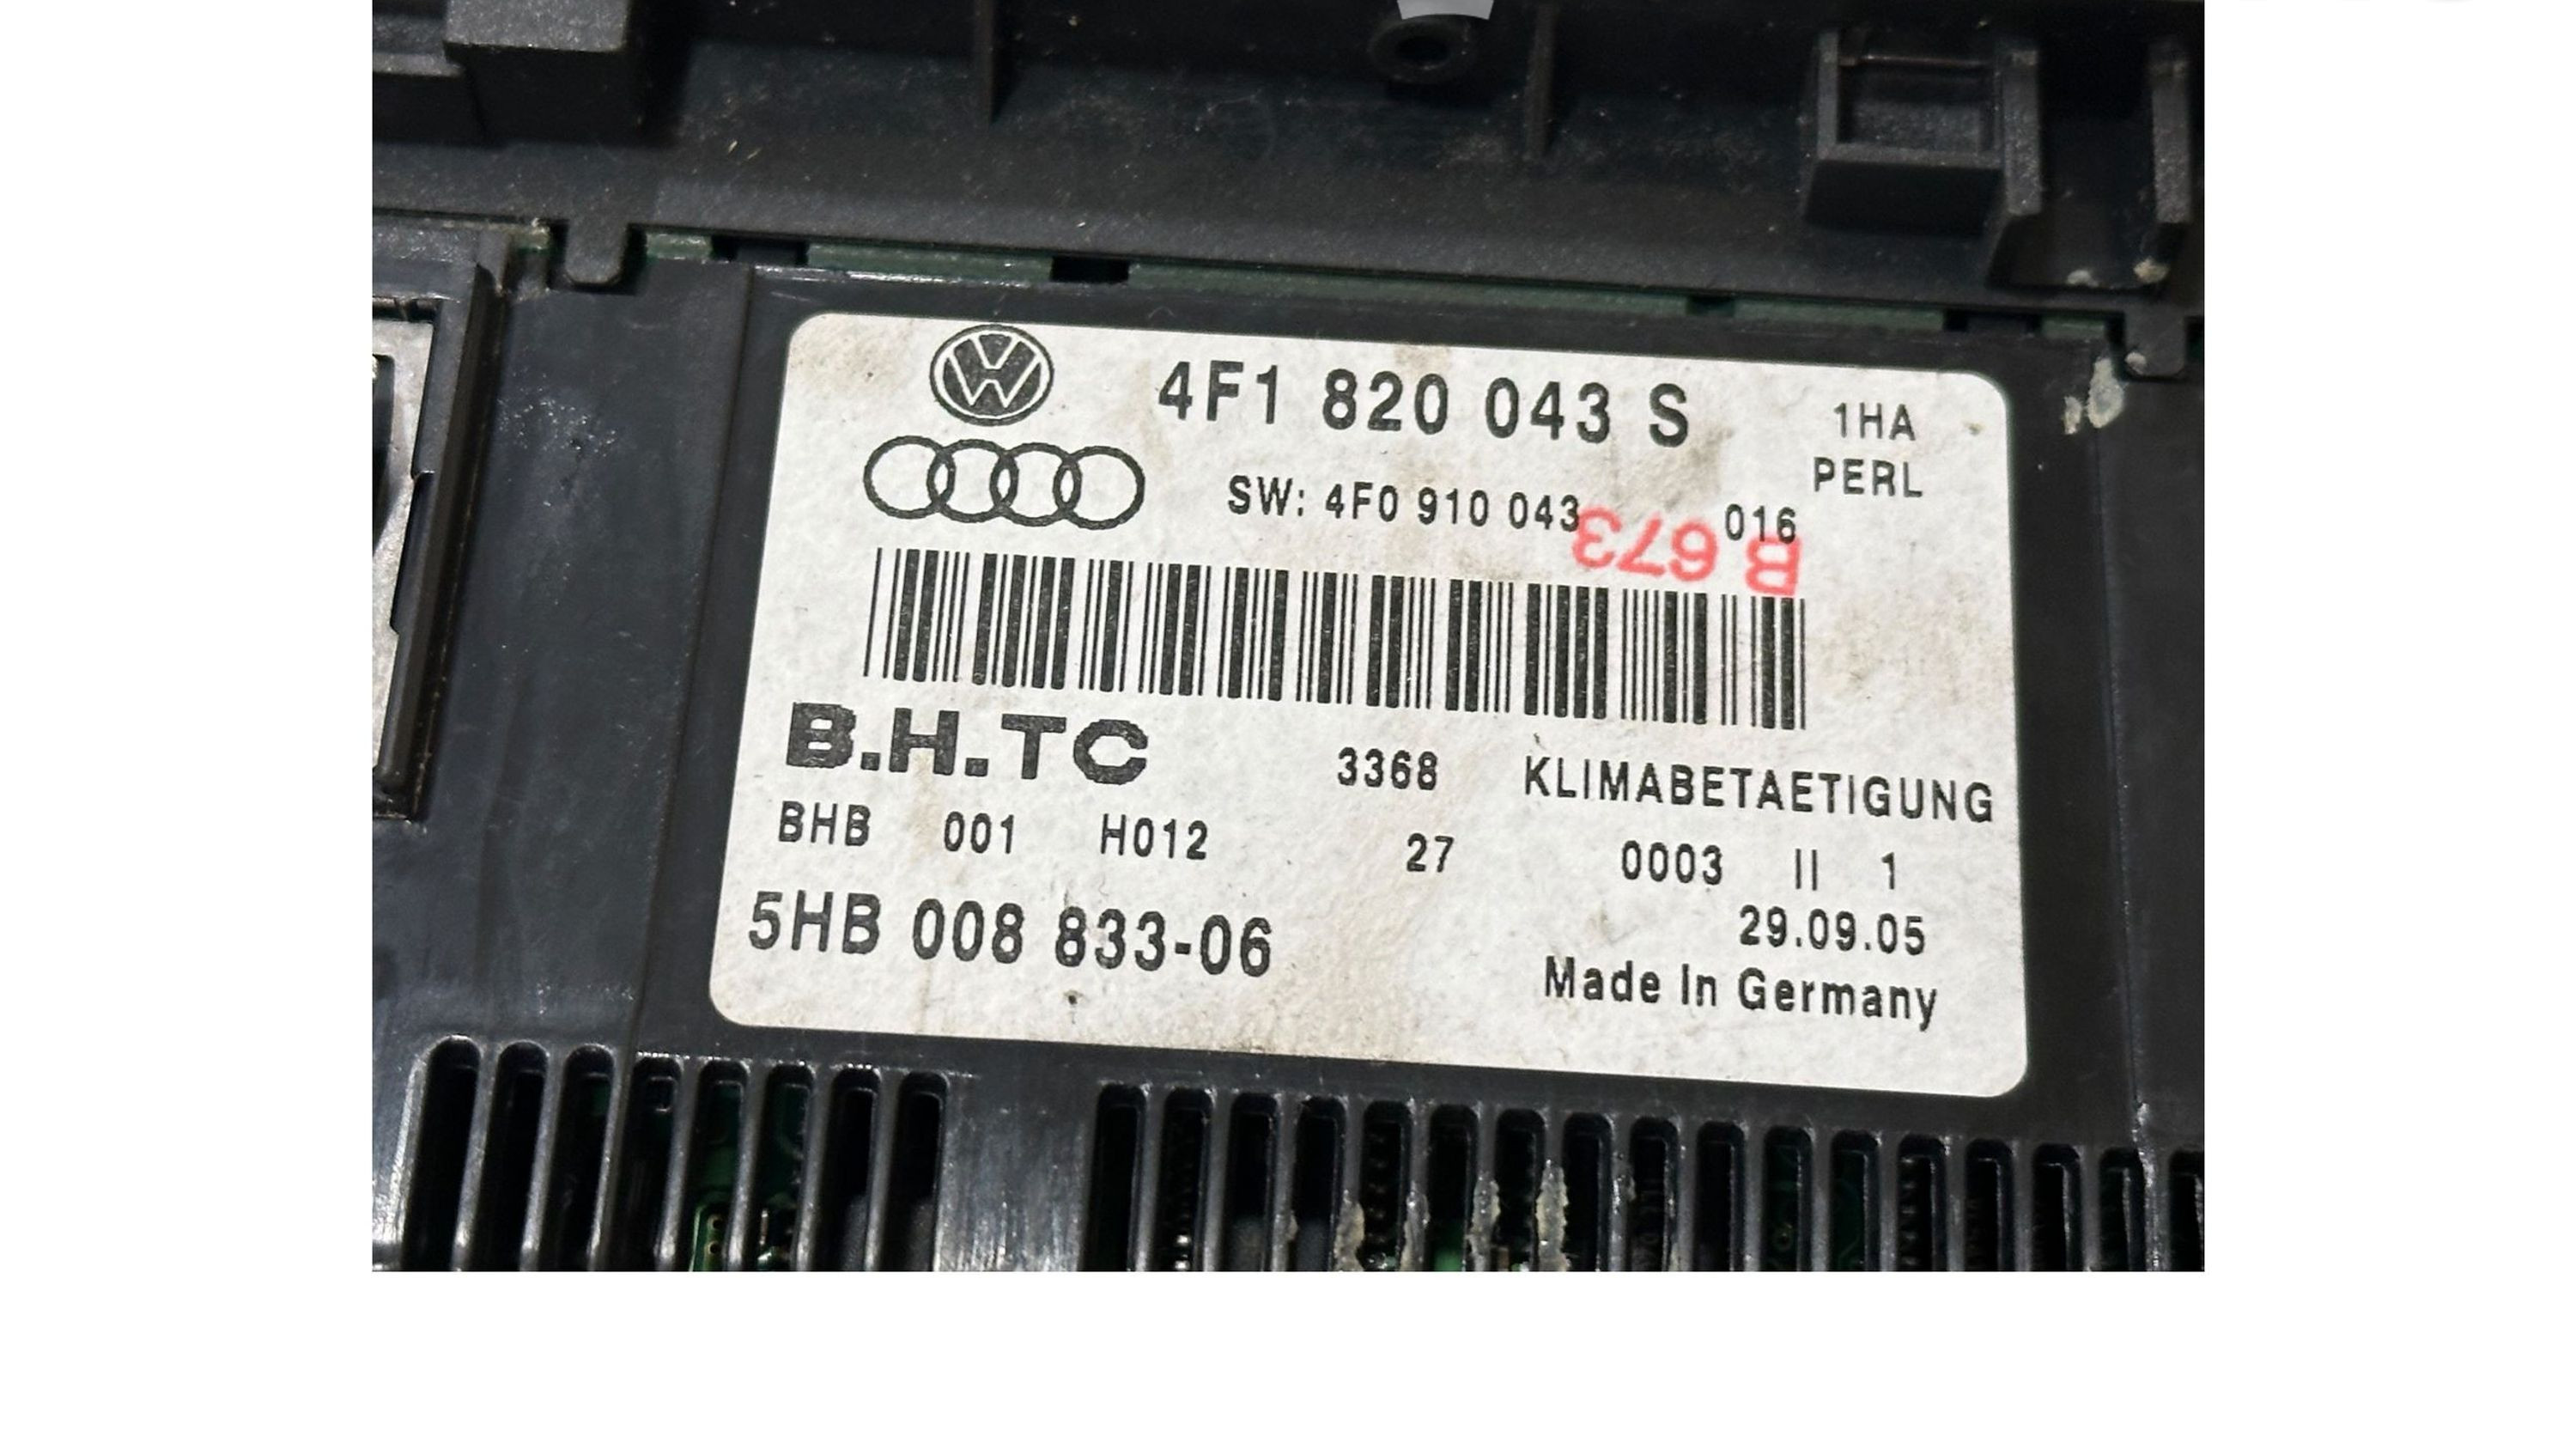 4F1 820 043 S
1HA
PERL
SW: 4F0 910 043 016
B 673
B.H.TC
3368 KLIMABETAETIGUNG
BHB 001 H012 27 0003 II 1
29.09.05
5HB 008 833-06
Made In Germany